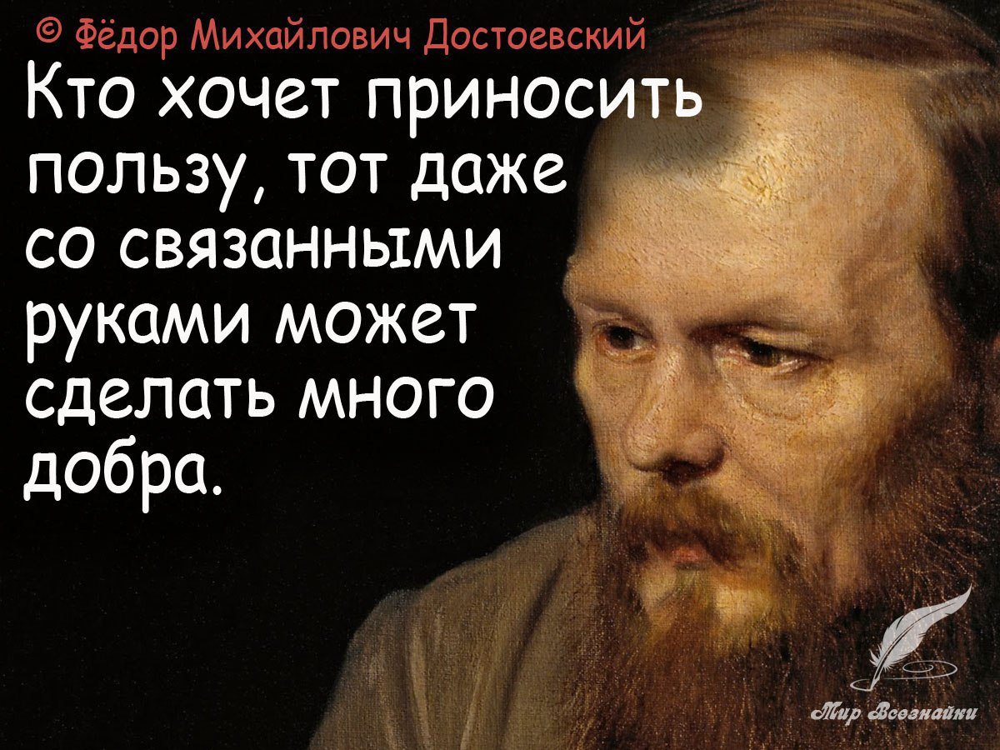 © Фёдор Михайлович Достоевский
Кто хочет приносить
пользу, тот даже
со связанными
руками может
сделать много
добра.
Мир Всезнайки